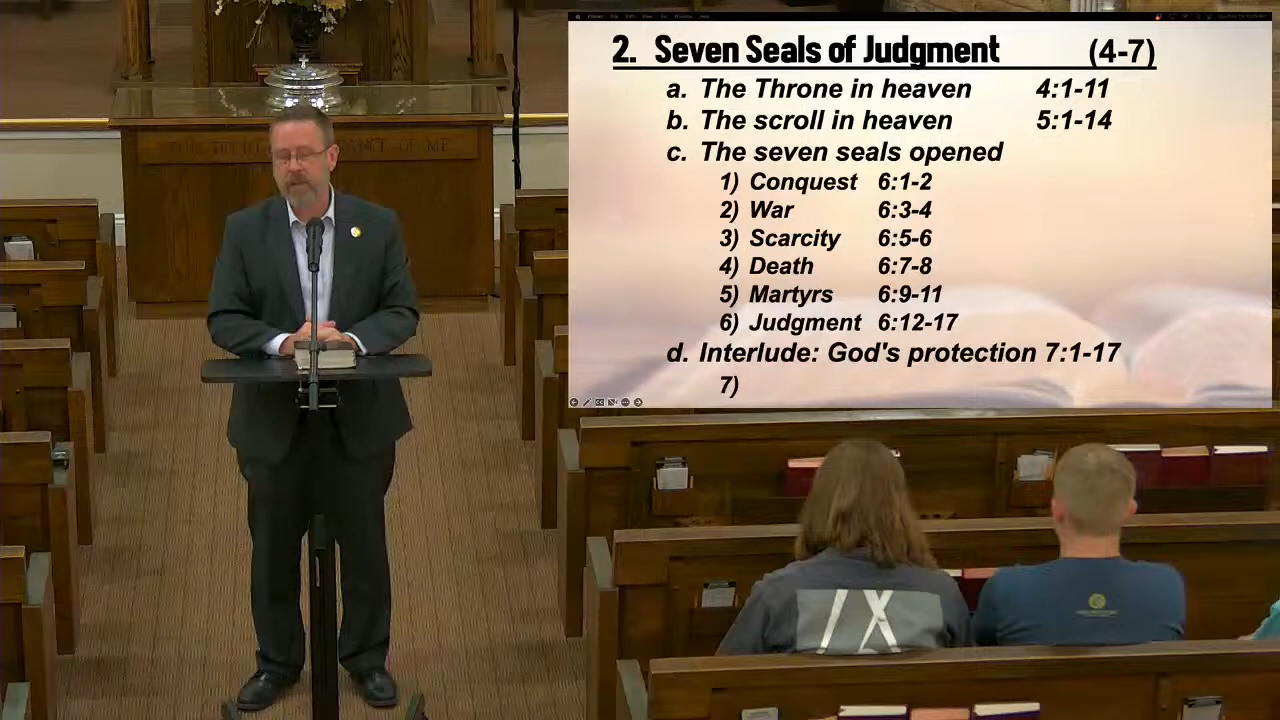 2. Seven Seals of Judgment (4-7)
a. The Throne in heaven 4:1-11
b. The scroll in heaven 5:1-14
c. The seven seals opened
1) Conquest 6:1-2
2) War 6:3-4
3) Scarcity 6:5-6
4) Death 6:7-8
5) Martyrs 6:9-11
6) Judgment 6:12-17
d. Interlude: God's protection 7:1-17
7)
OF ME